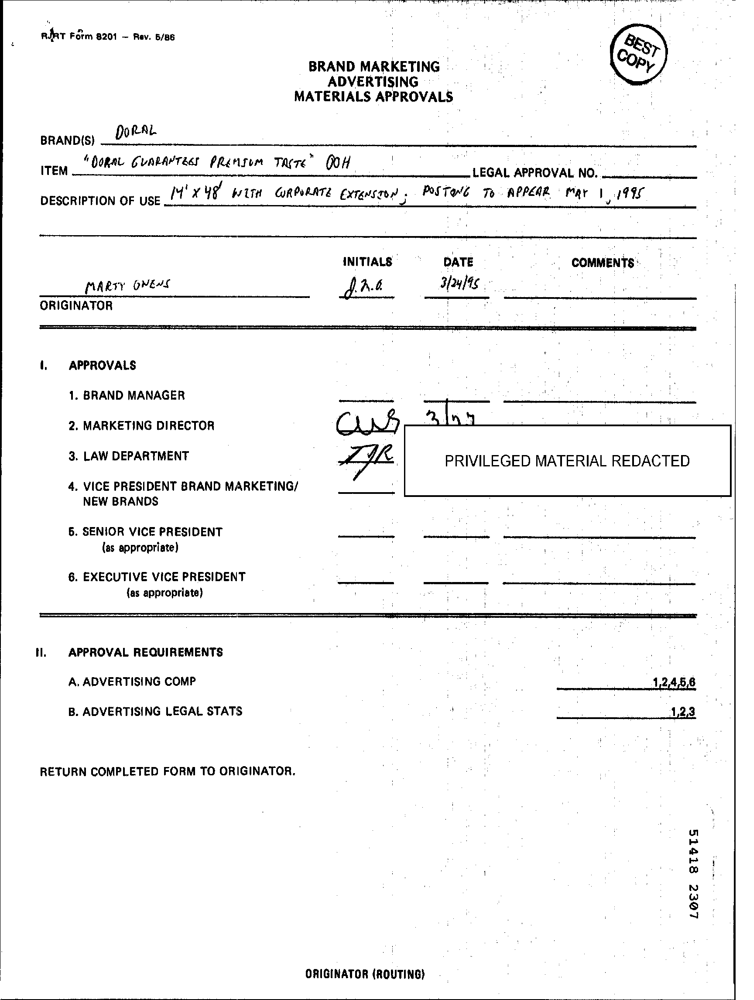 RJRT Form 8201 – Rev. 5/86
BEST COPY
BRAND MARKETING
ADVERTISING
MATERIALS APPROVALS
BRAND(S) DORAL
ITEM "DORAL GUARANTEES PREMIUM TASTE" OOH LEGAL APPROVAL NO.
DESCRIPTION OF USE 14' X 48' WITH CORPORATE EXTENSION; POSTING TO APPEAR MAY 1, 1995
INITIALS DATE COMMENTS
MARTY OWENS 3/24/95
ORIGINATOR
I. APPROVALS
1. BRAND MANAGER
2. MARKETING DIRECTOR 3/27
3. LAW DEPARTMENT PRIVILEGED MATERIAL REDACTED
4. VICE PRESIDENT BRAND MARKETING/
NEW BRANDS
5. SENIOR VICE PRESIDENT
(as appropriate)
6. EXECUTIVE VICE PRESIDENT
(as appropriate)
II. APPROVAL REQUIREMENTS
A. ADVERTISING COMP 1,2,4,5,6
B. ADVERTISING LEGAL STATS 1,2,3
RETURN COMPLETED FORM TO ORIGINATOR.
51418 2307
ORIGINATOR (ROUTING)